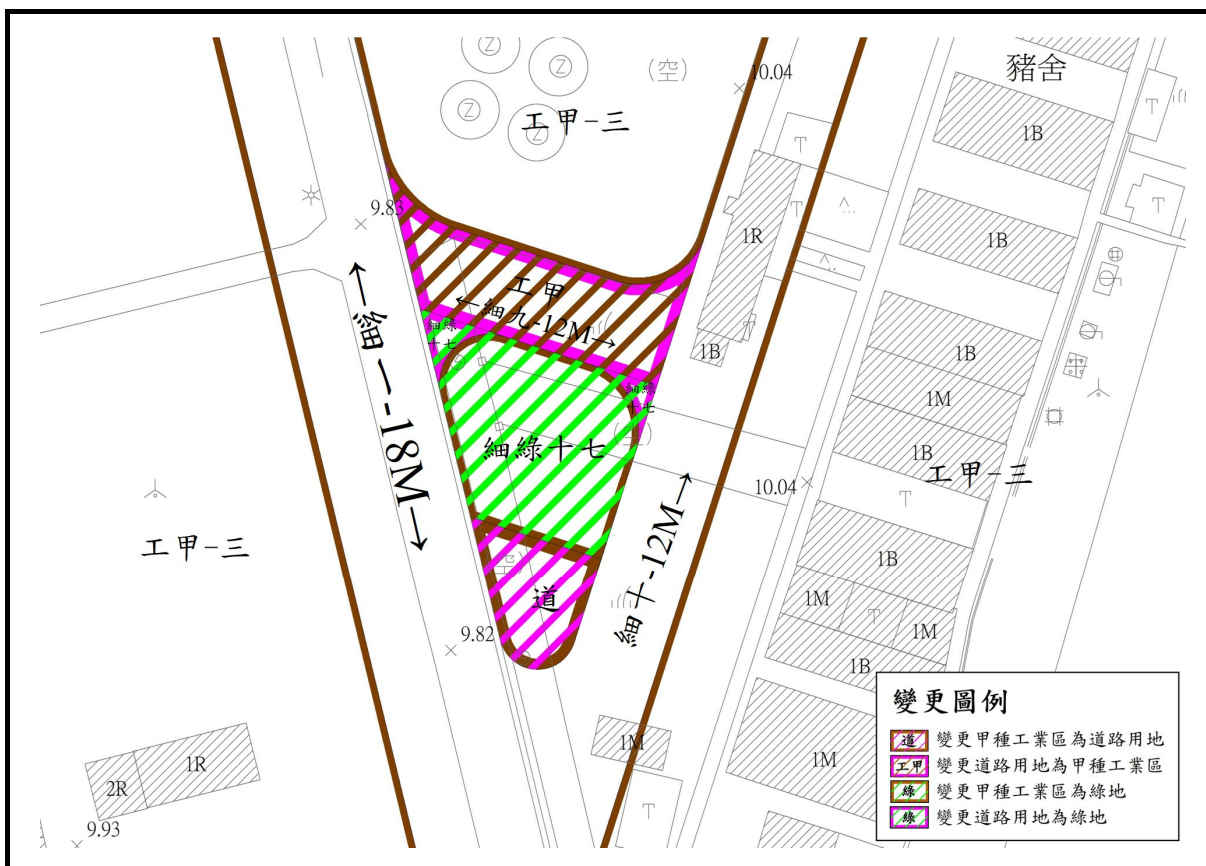 豬舍
(空)
10.04
Z
Z
Z
Z
工甲-三
1B
T
T
9.83
T
1R
T
1B
工甲
←細九-12M→
←細一-18M→
細綠
十七
1B
T
1B
細綠
十七
1M
1B
細綠十七
(空)
10.04
工甲-三
T
工甲-三
(空)
1B
道
細十-12M→
1M
T
1M
9.82
1B
1M
1M
1R
2R
T
9.93
變更圖例
道 變更甲種工業區為道路用地
工甲 變更道路用地為甲種工業區
綠 變更甲種工業區為綠地
綠 變更道路用地為綠地